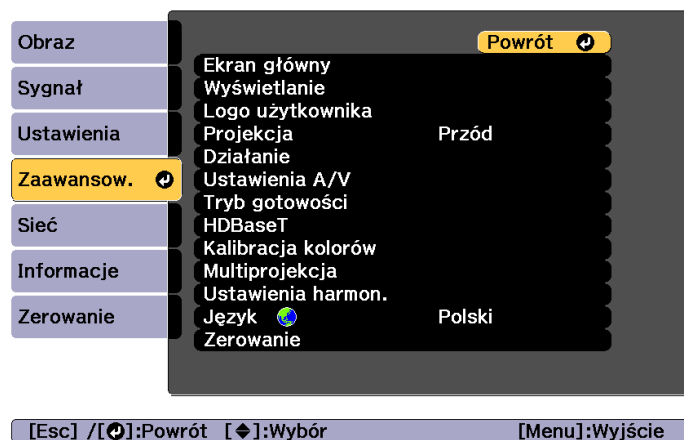 Obraz
Sygnał
Ustawienia
Zaawansow.
Sieć
Informacje
Zerowanie
Powrót
Ekran główny
Wyświetlanie
Logo użytkownika
Projekcja Przód
Działanie
Ustawienia A/V
Tryb gotowości
HDBaseT
Kalibracja kolorów
Multiprojekcja
Ustawienia harmon.
Język Polski
Zerowanie
[Esc] /[⏎]:Powrót [◆]:Wybór [Menu]:Wyjście